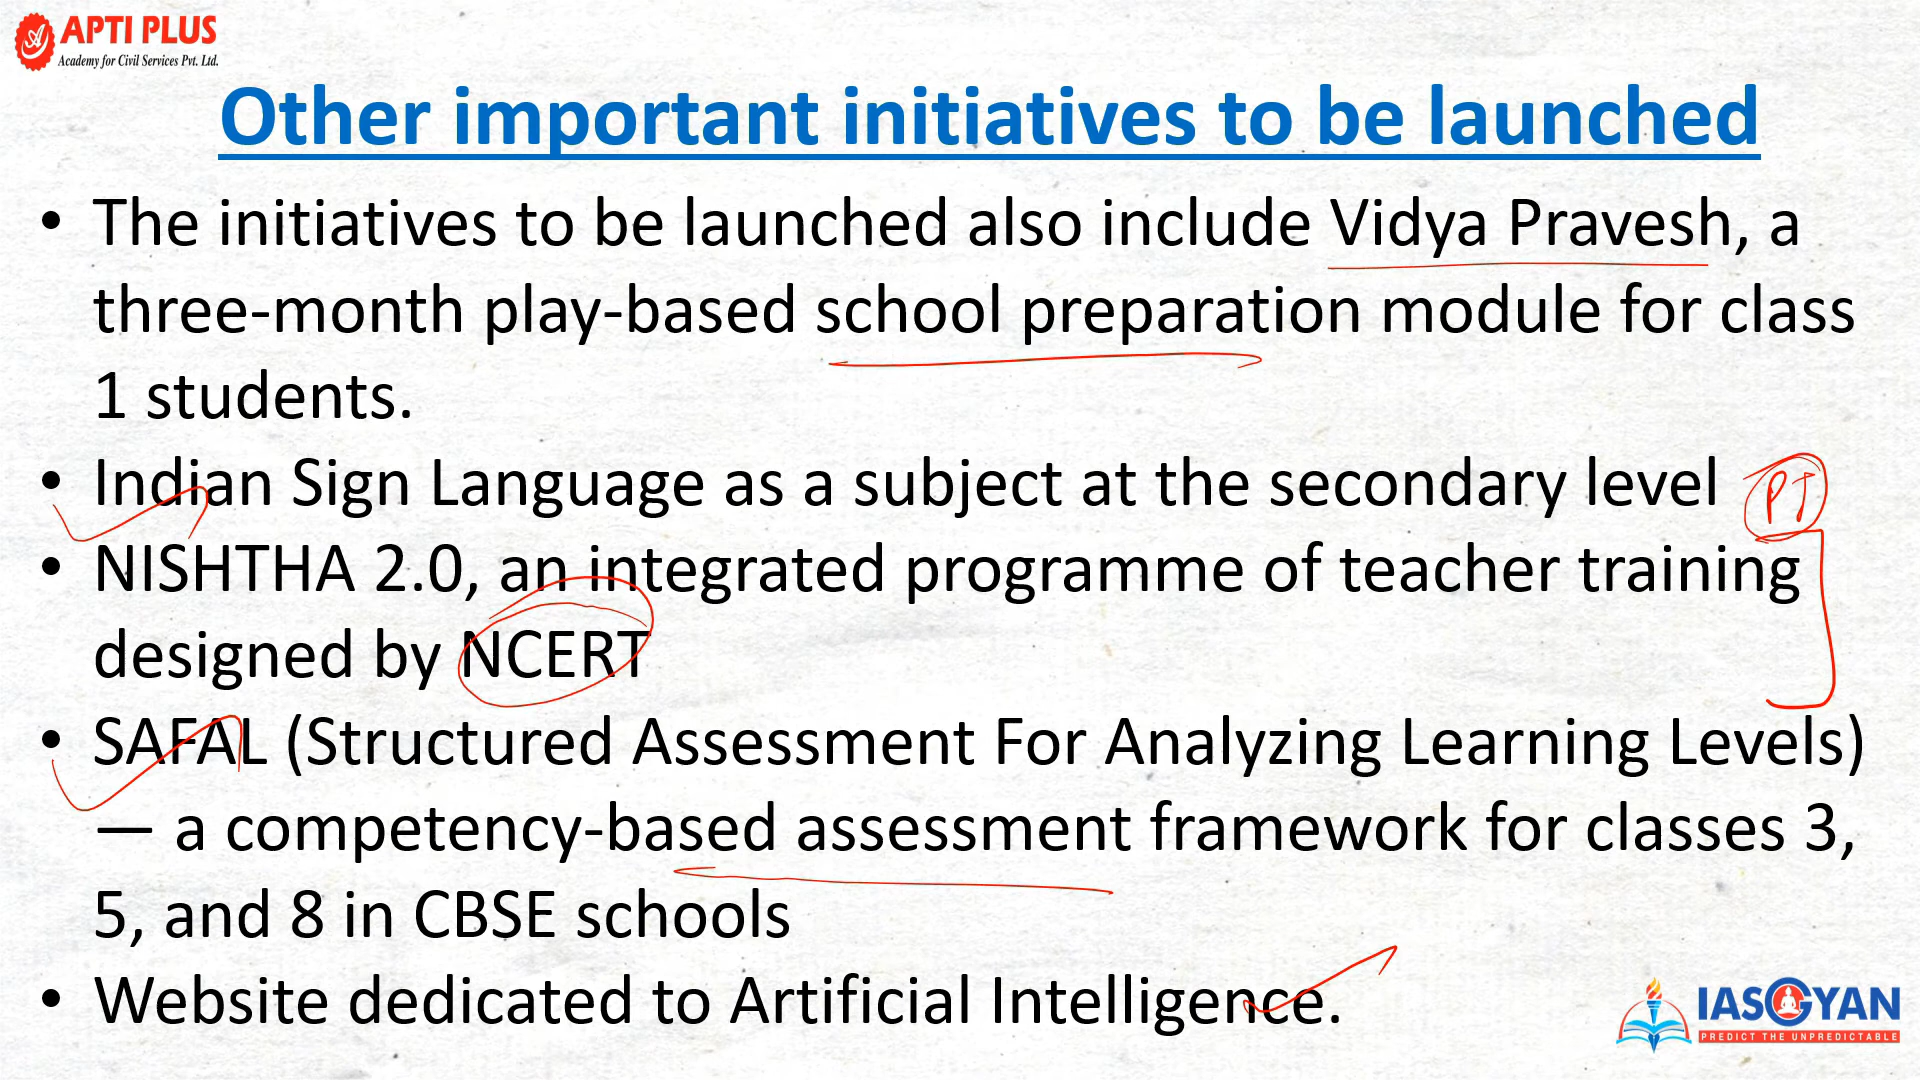 APTI PLUS
Academy for Civil Services Pvt. Ltd.
Other important initiatives to be launched
• The initiatives to be launched also include Vidya Pravesh, a
three-month play-based school preparation module for class
1 students.
• Indian Sign Language as a subject at the secondary level PT
• NISHTHA 2.0, an integrated programme of teacher training
designed by NCERT
• SAFAL (Structured Assessment For Analyzing Learning Levels)
— a competency-based assessment framework for classes 3,
5, and 8 in CBSE schools
• Website dedicated to Artificial Intelligence.
IASGYAN
PREDICT THE UNPREDICTABLE